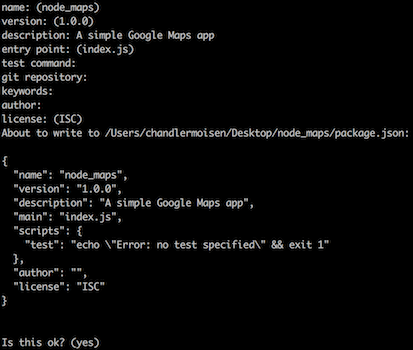 name: (node_maps)
version: (1.0.0)
description: A simple Google Maps app
entry point: (index.js)
test command:
git repository:
keywords:
author:
license: (ISC)
About to write to /Users/chandlermoisen/Desktop/node_maps/package.json:

{
  "name": "node_maps",
  "version": "1.0.0",
  "description": "A simple Google Maps app",
  "main": "index.js",
  "scripts": {
    "test": "echo \"Error: no test specified\" && exit 1"
  },
  "author": "",
  "license": "ISC"
}

Is this ok? (yes)